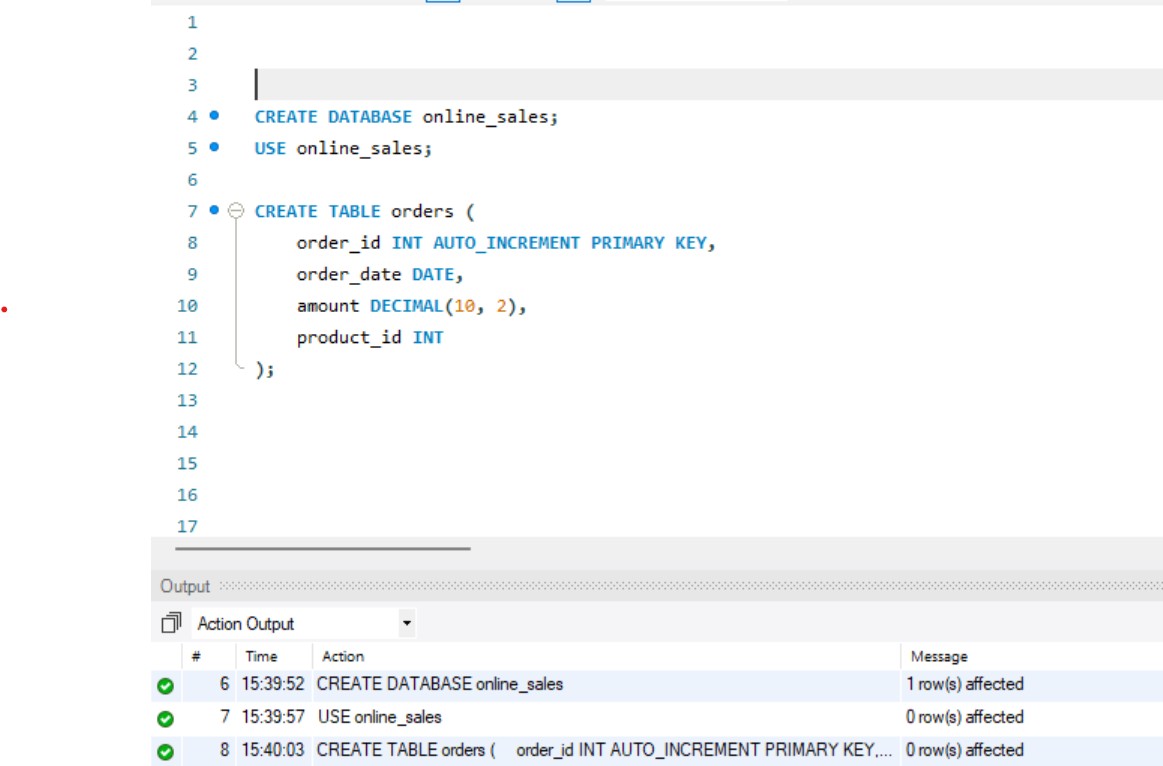 1
2
3
4 CREATE DATABASE online_sales;
5 USE online_sales;
6
7 CREATE TABLE orders (
8 order_id INT AUTO_INCREMENT PRIMARY KEY,
9 order_date DATE,
10 amount DECIMAL(10, 2),
11 product_id INT
12 );
13
14
15
16
17
Output
Action Output
# Time Action Message
6 15:39:52 CREATE DATABASE online_sales 1 row(s) affected
7 15:39:57 USE online_sales 0 row(s) affected
8 15:40:03 CREATE TABLE orders ( order_id INT AUTO_INCREMENT PRIMARY KEY,... 0 row(s) affected